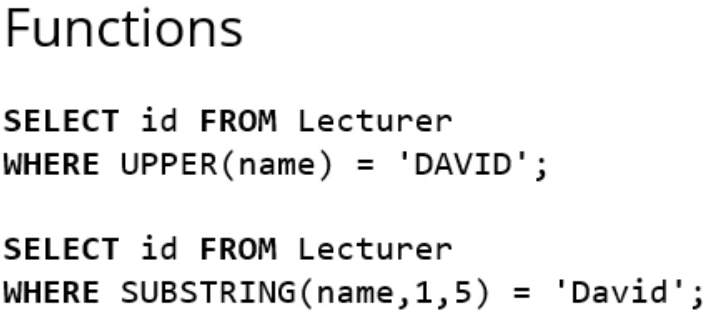 Functions
SELECT id FROM Lecturer
WHERE UPPER(name) = 'DAVID';
SELECT id FROM Lecturer
WHERE SUBSTRING(name,1,5) = 'David';